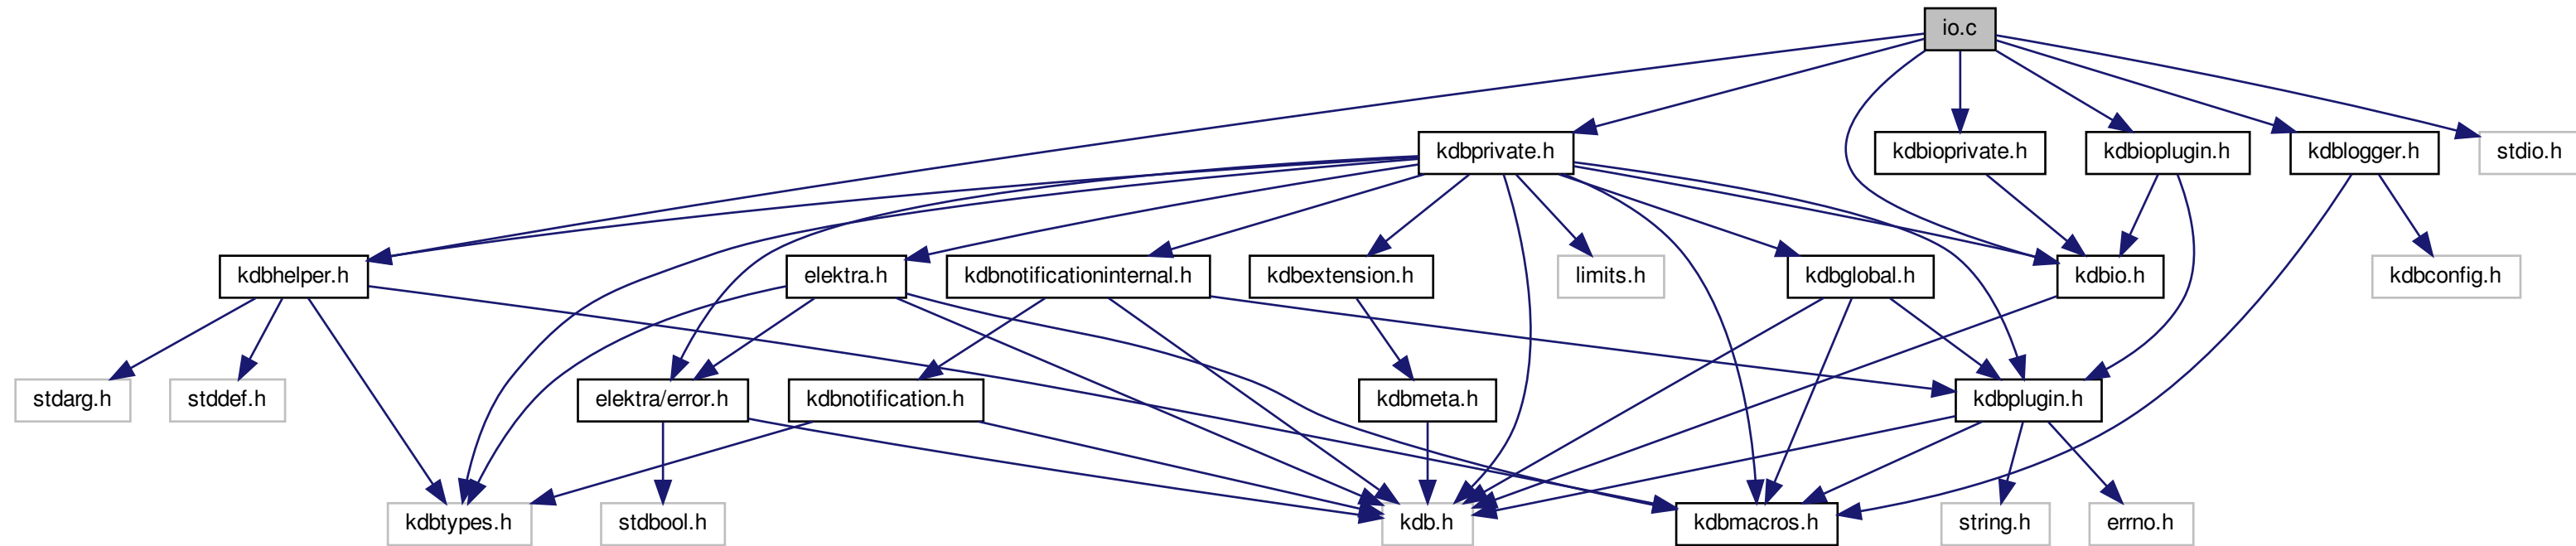 io.c
kdbprivate.h
kdbioprivate.h
kdbioplugin.h
kdblogger.h
stdio.h
kdbhelper.h
elektra.h
kdbnotificationinternal.h
kdbextension.h
limits.h
kdbglobal.h
kdbio.h
kdbconfig.h
stdarg.h
stddef.h
elektra/error.h
kdbnotification.h
kdbmeta.h
kdbplugin.h
kdbtypes.h
stdbool.h
kdb.h
kdbmacros.h
string.h
errno.h